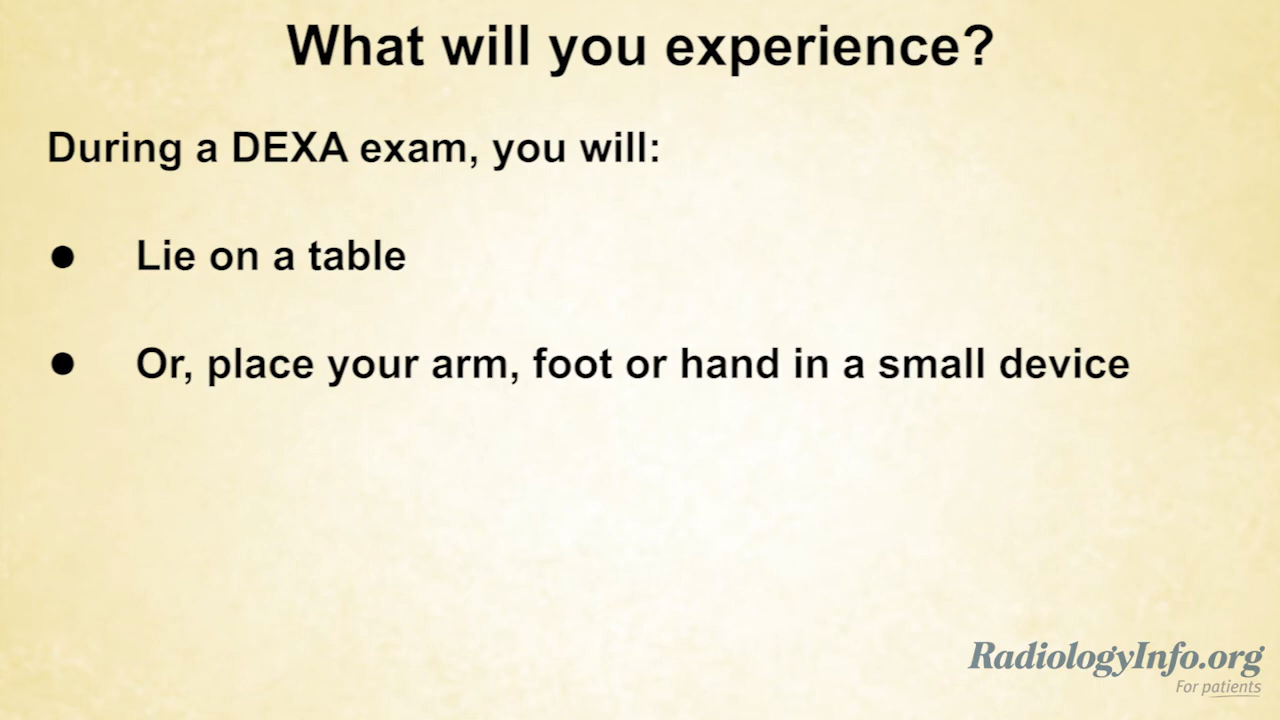 What will you experience?
During a DEXA exam, you will:
● Lie on a table
● Or, place your arm, foot or hand in a small device
RadiologyInfo.org
For patients